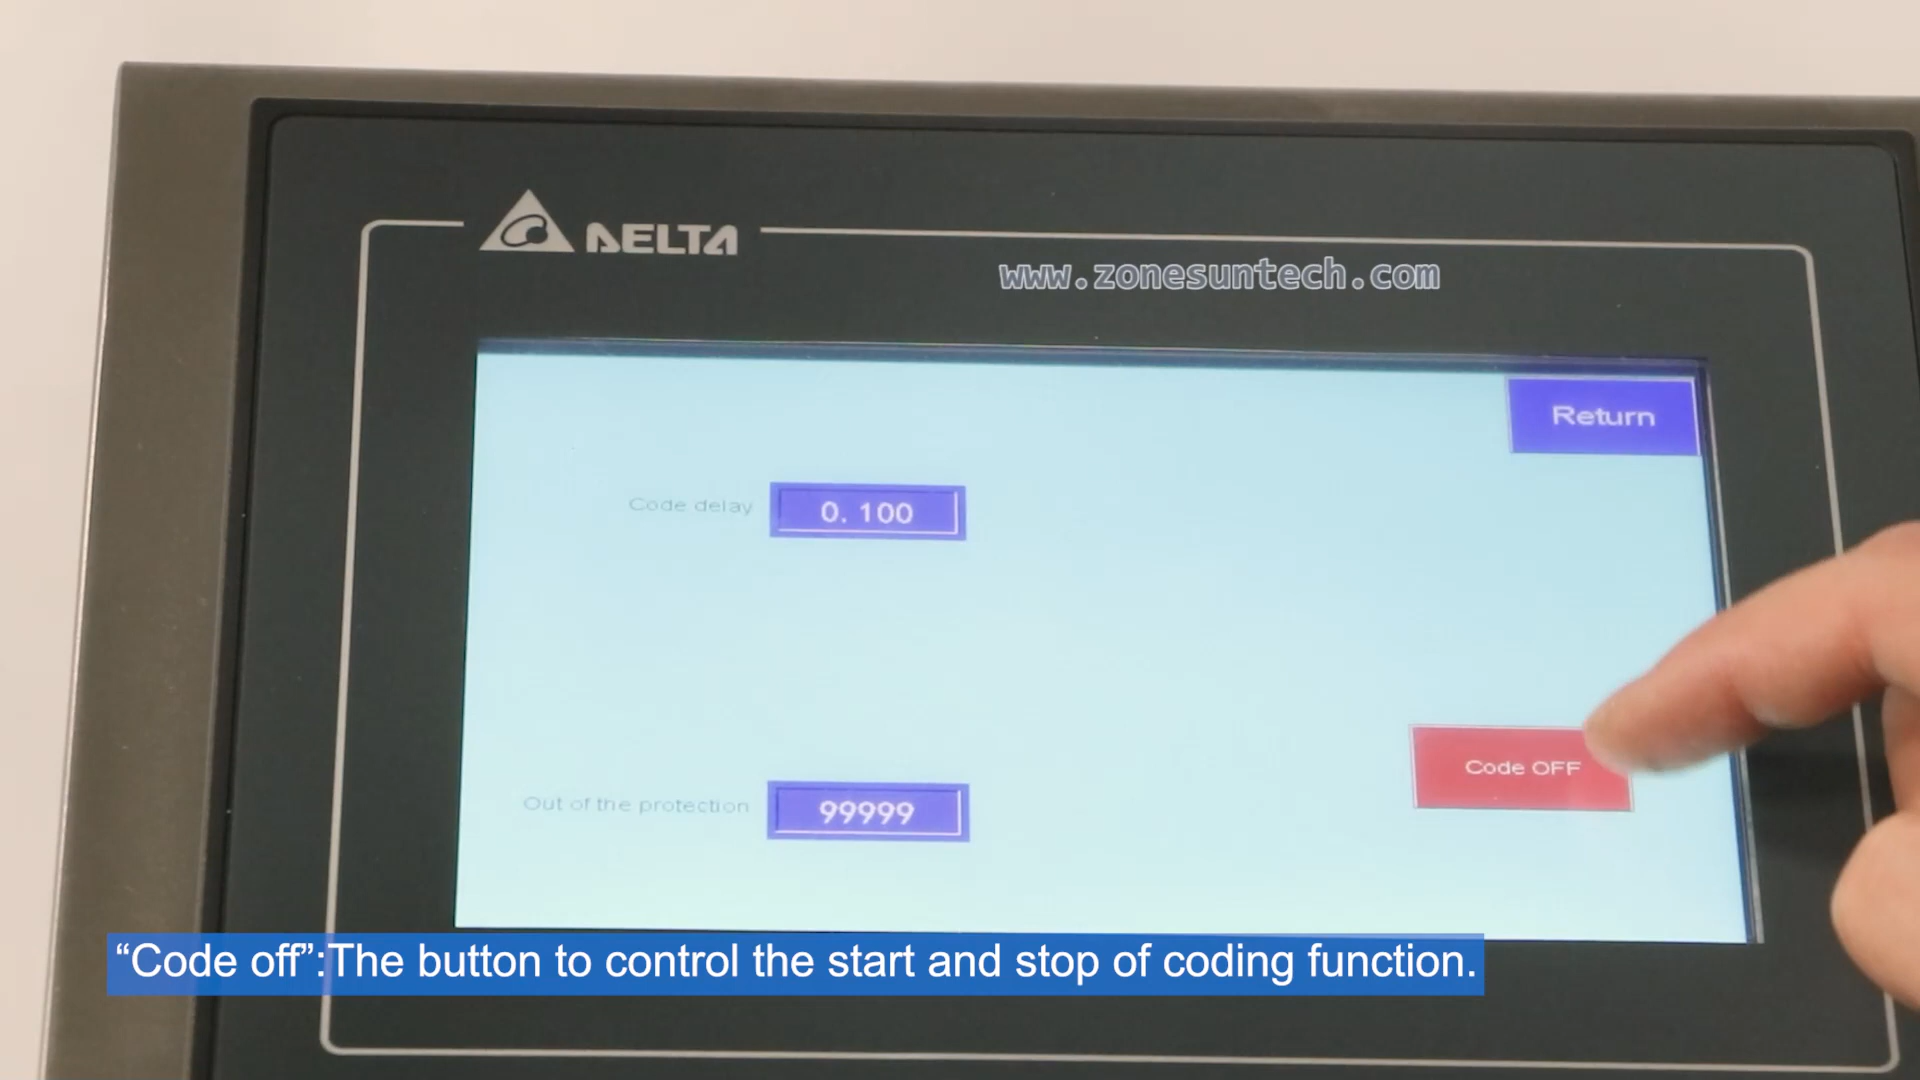 DELTA
www.zonesuntech.com
Return
Code delay
0. 100
Code OFF
Out of the protection
99999
“Code off”:The button to control the start and stop of coding function.